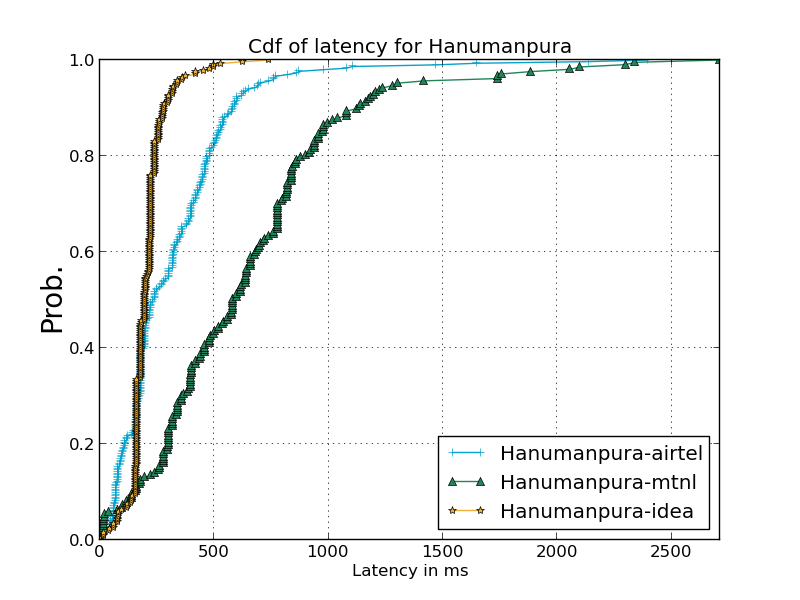 Cdf of latency for Hanumanpura
1.0
0.8
0.6
0.4
0.2
0.0
Prob.
Hanumanpura-airtel
Hanumanpura-mtnl
Hanumanpura-idea
0
500
1000
1500
2000
2500
Latency in ms